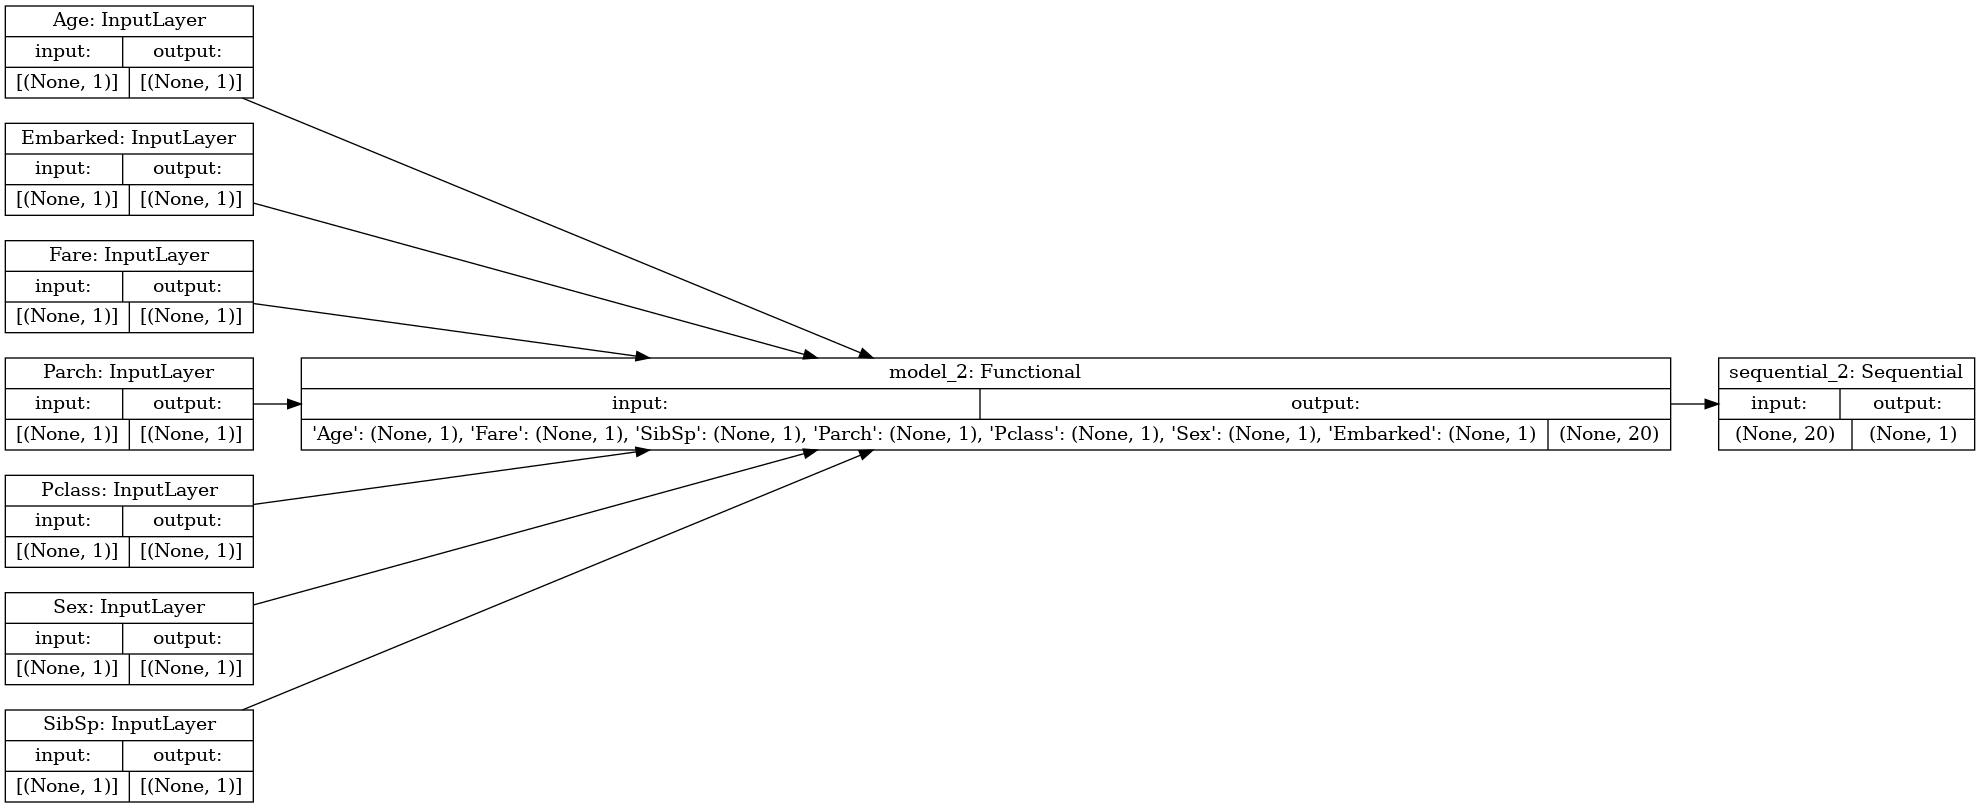 Age: InputLayer
input: output:
[(None, 1)] [(None, 1)]
Embarked: InputLayer
input: output:
[(None, 1)] [(None, 1)]
Fare: InputLayer
input: output:
[(None, 1)] [(None, 1)]
Parch: InputLayer
input: output:
[(None, 1)] [(None, 1)]
Pclass: InputLayer
input: output:
[(None, 1)] [(None, 1)]
Sex: InputLayer
input: output:
[(None, 1)] [(None, 1)]
SibSp: InputLayer
input: output:
[(None, 1)] [(None, 1)]
model_2: Functional
input: output:
'Age': (None, 1), 'Fare': (None, 1), 'SibSp': (None, 1), 'Parch': (None, 1), 'Pclass': (None, 1), 'Sex': (None, 1), 'Embarked': (None, 1) (None, 20)
sequential_2: Sequential
input: output:
(None, 20) (None, 1)